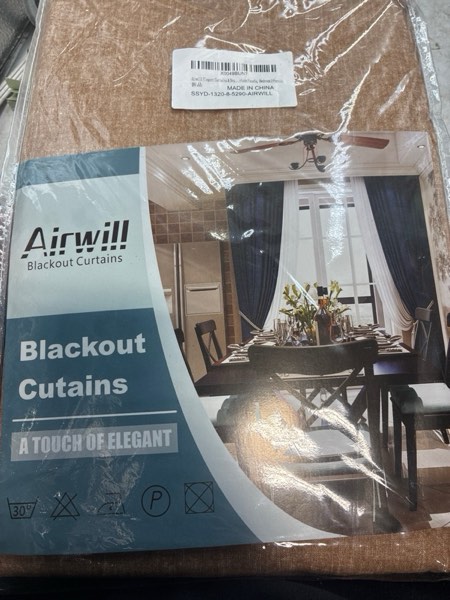 MADE IN CHINA
SSYD-1320-8-5290-AIRWILL
Airwill
Blackout Curtains
Blackout
Cutains
A TOUCH OF ELEGANT
30°
P